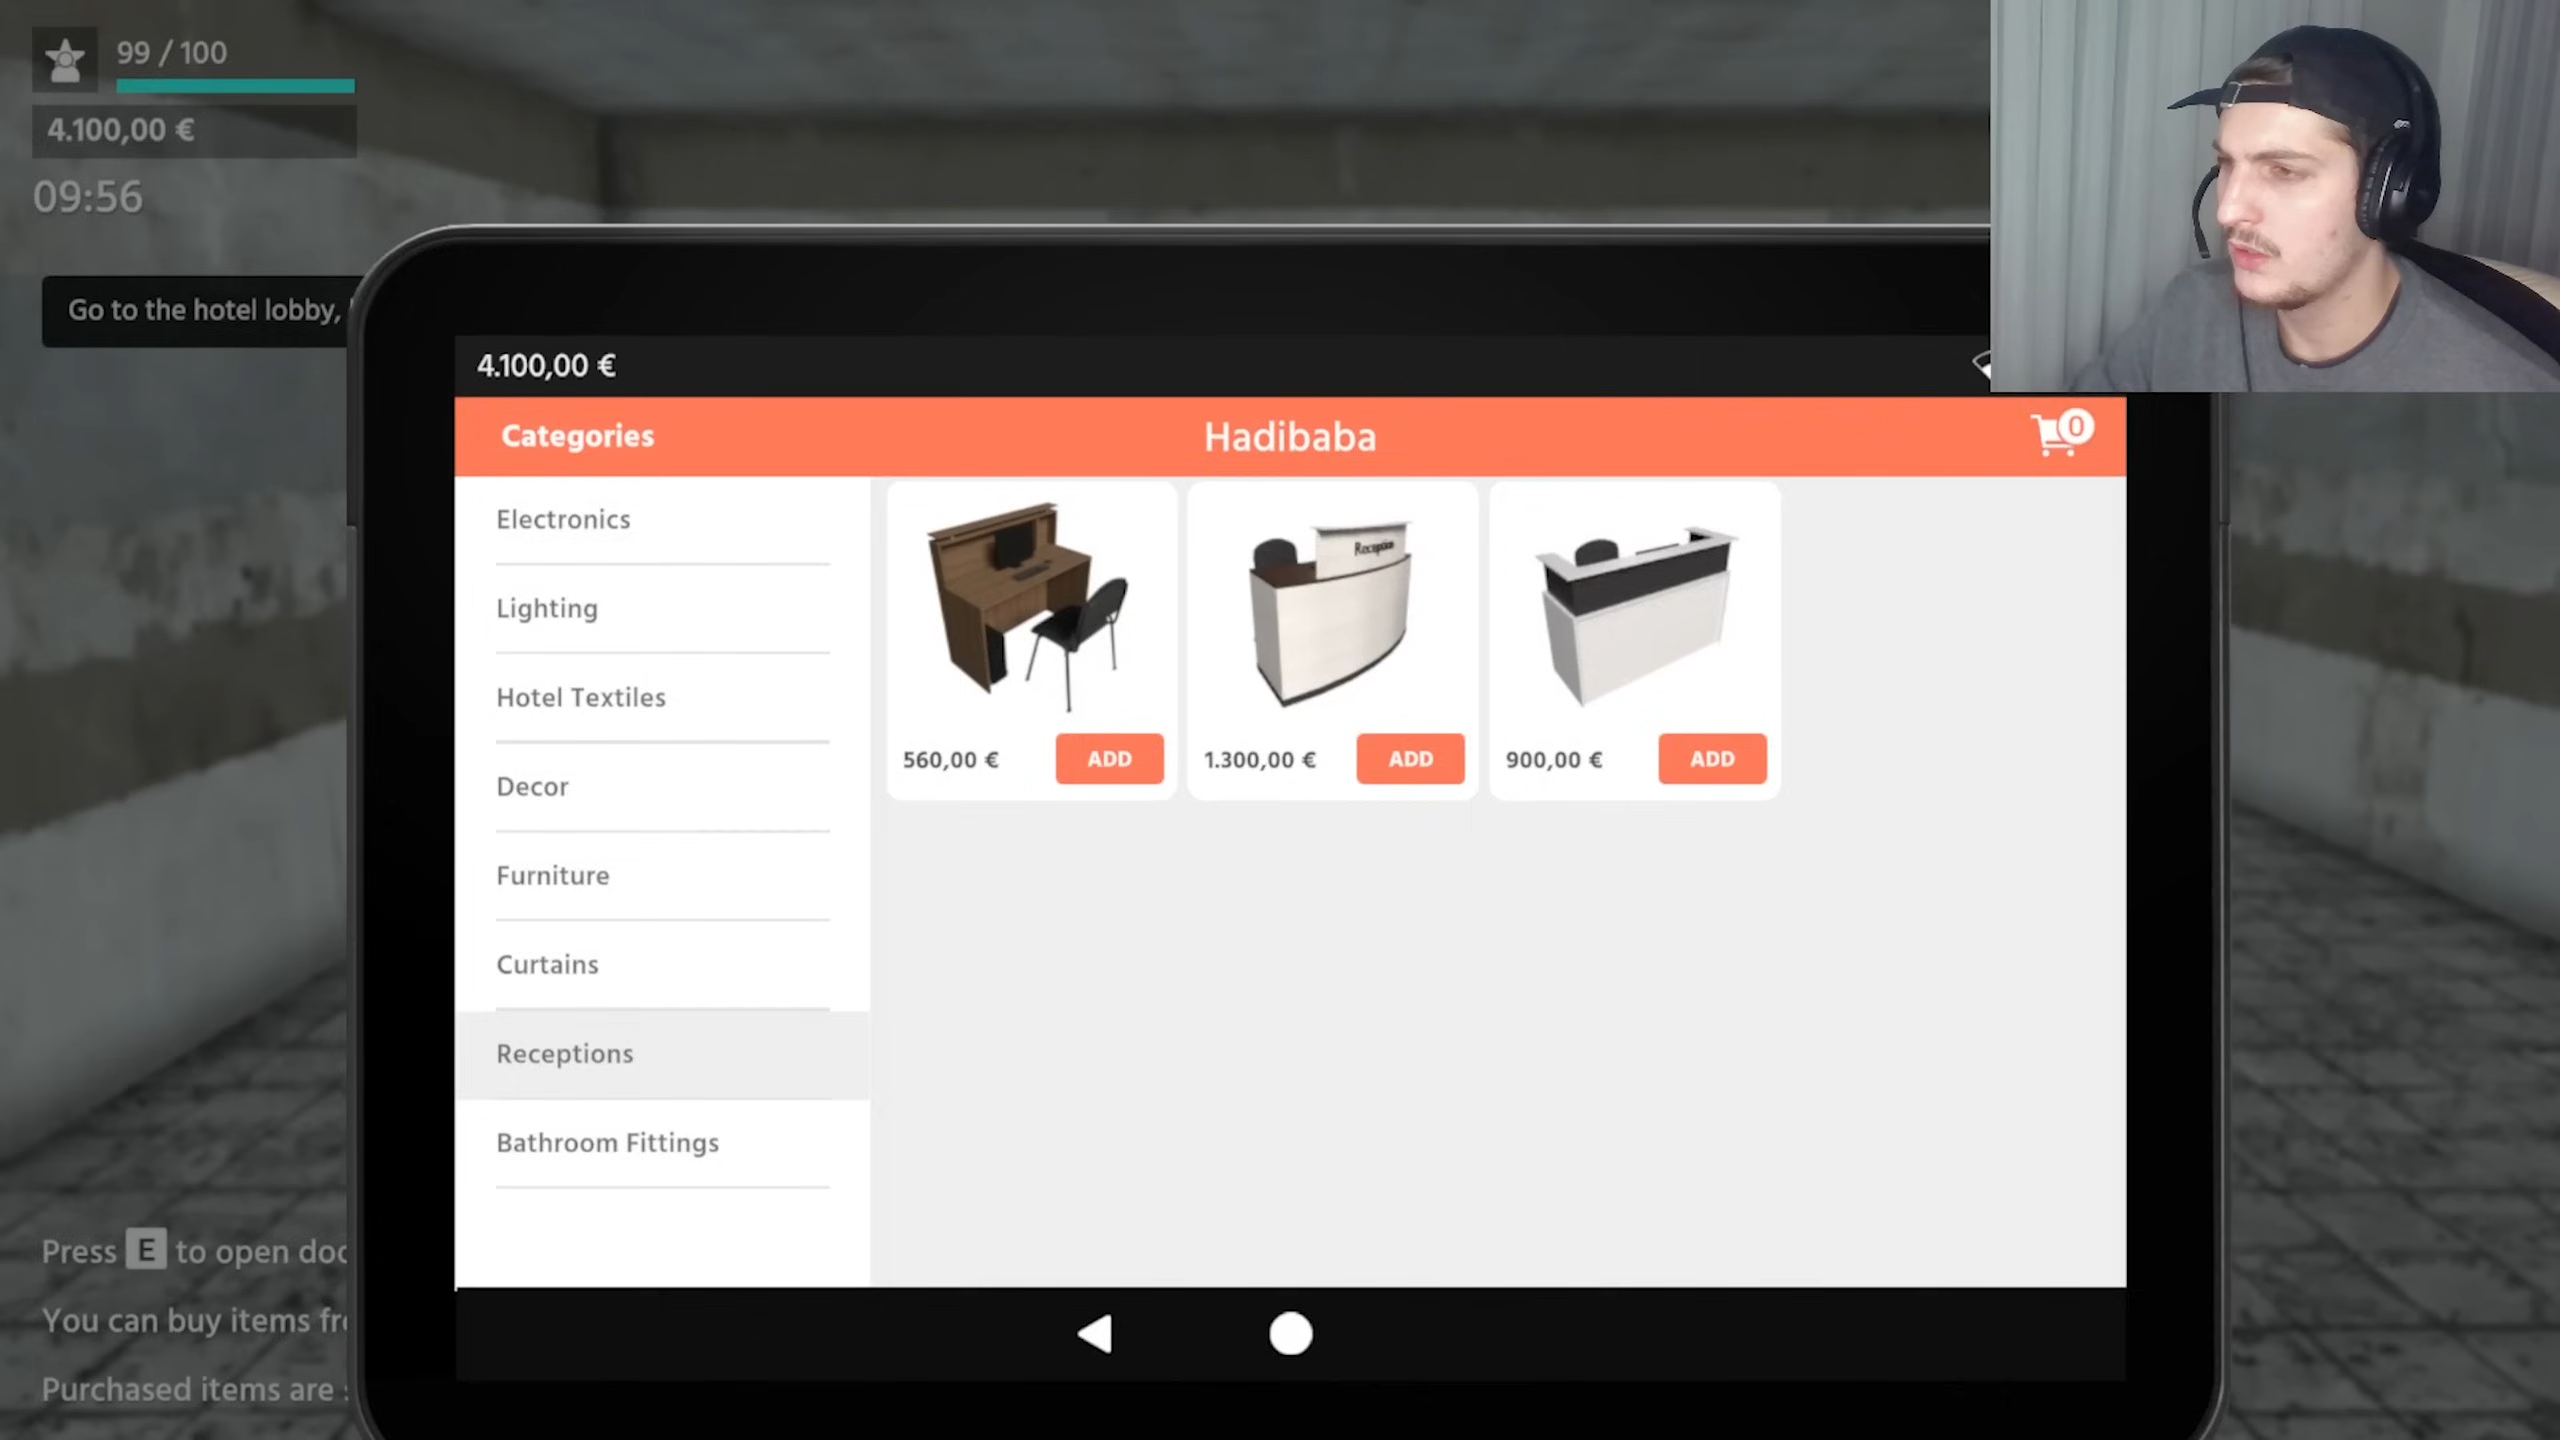 99 / 100
4.100,00 €
09:56
Go to the hotel lobby,
4.100,00 €
Categories
Hadibaba
0
Electronics
Lighting
Hotel Textiles
Decor
Furniture
Curtains
Receptions
Bathroom Fittings
Reception
560,00 € ADD
1.300,00 € ADD
900,00 € ADD
Press E to open
You can buy items
Purchased items are